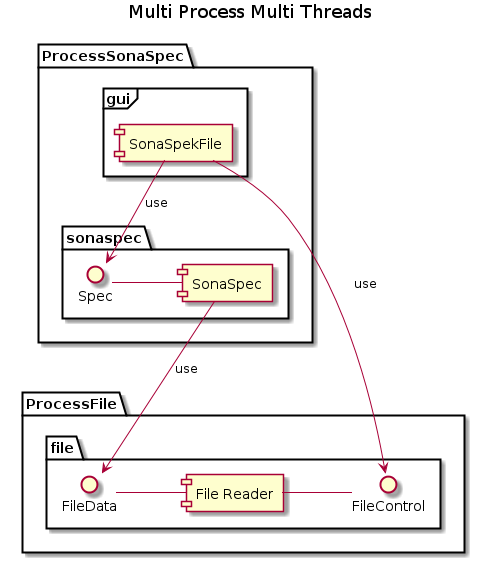 Multi Process Multi Threads
ProcessSonaSpec
gui
SonaSpekFile
use
sonaspec
Spec
SonaSpec
use
use
ProcessFile
file
FileData
File Reader
FileControl